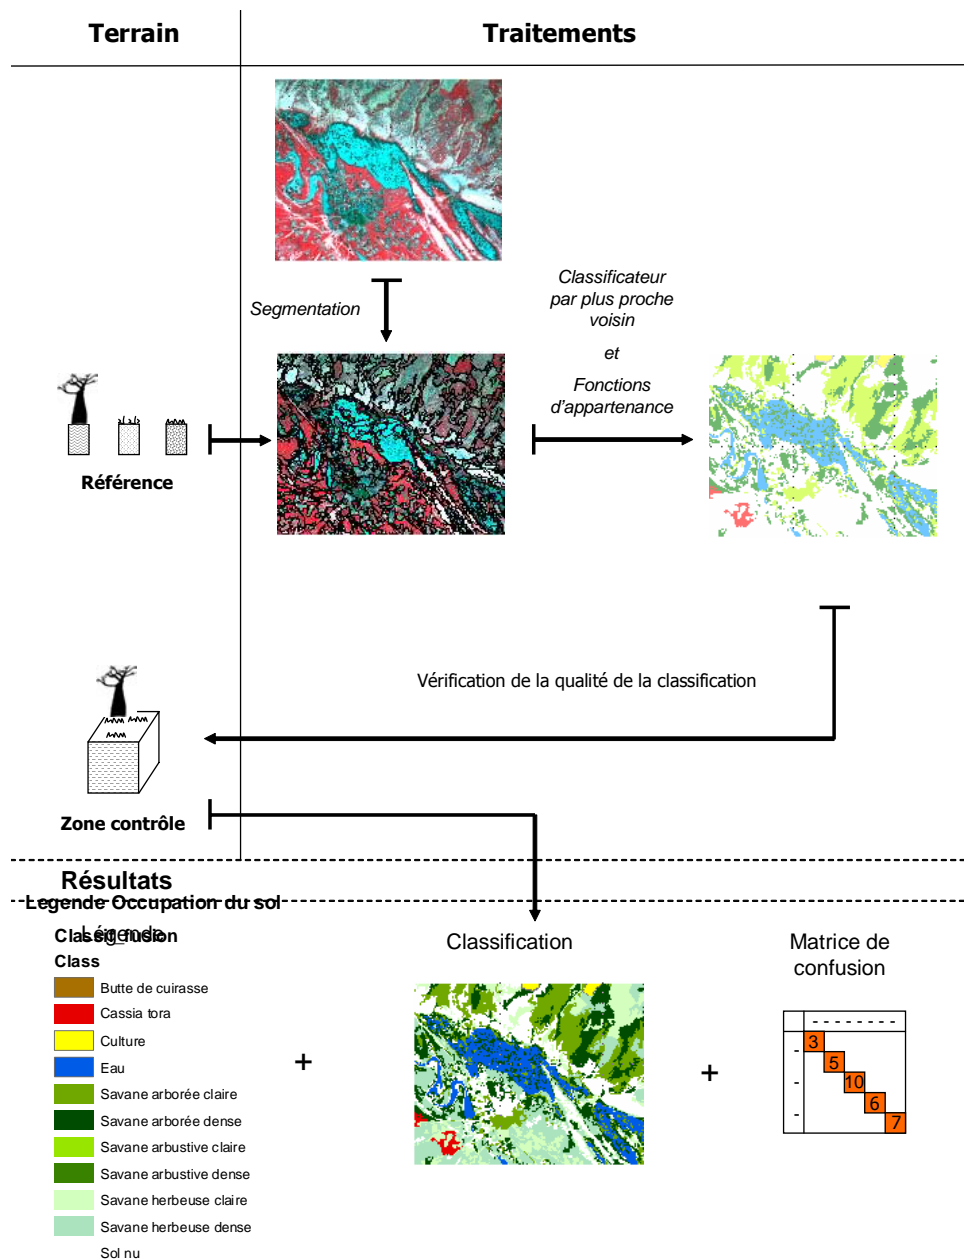 Terrain
Traitements
Segmentation
Classificateur
par plus proche
voisin
et
Fonctions
d'appartenance
Référence
Vérification de la qualité de la classification
Zone contrôle
Résultats
Legende Occupation du sol
Légende
Classif_fusion
Class
Butte de cuirasse
Cassia tora
Culture
Eau
Savane arborée claire
Savane arborée dense
Savane arbustive claire
Savane arbustive dense
Savane herbeuse claire
Savane herbeuse dense
Sol nu
+
Classification
+
Matrice de
confusion
- - - - - -
3
5
10
6
7